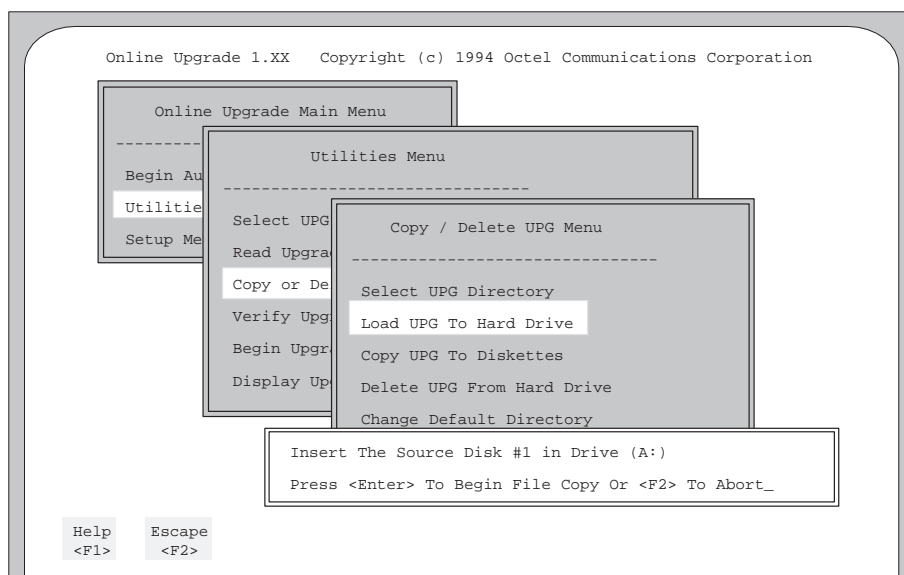 Online Upgrade 1.XX   Copyright (c) 1994 Octel Communications Corporation
Online Upgrade Main Menu
---------
Begin Au
Utilitie
Setup Me
Utilities Menu
--------------------------------
Select UPG
Read Upgra
Copy or De
Verify Upg
Begin Upgr
Display Up
Copy / Delete UPG Menu
--------------------------------
Select UPG Directory
Load UPG To Hard Drive
Copy UPG To Diskettes
Delete UPG From Hard Drive
Change Default Directory
Insert The Source Disk #1 in Drive (A:)
Press <Enter> To Begin File Copy Or <F2> To Abort_
Help   Escape
<F1>   <F2>